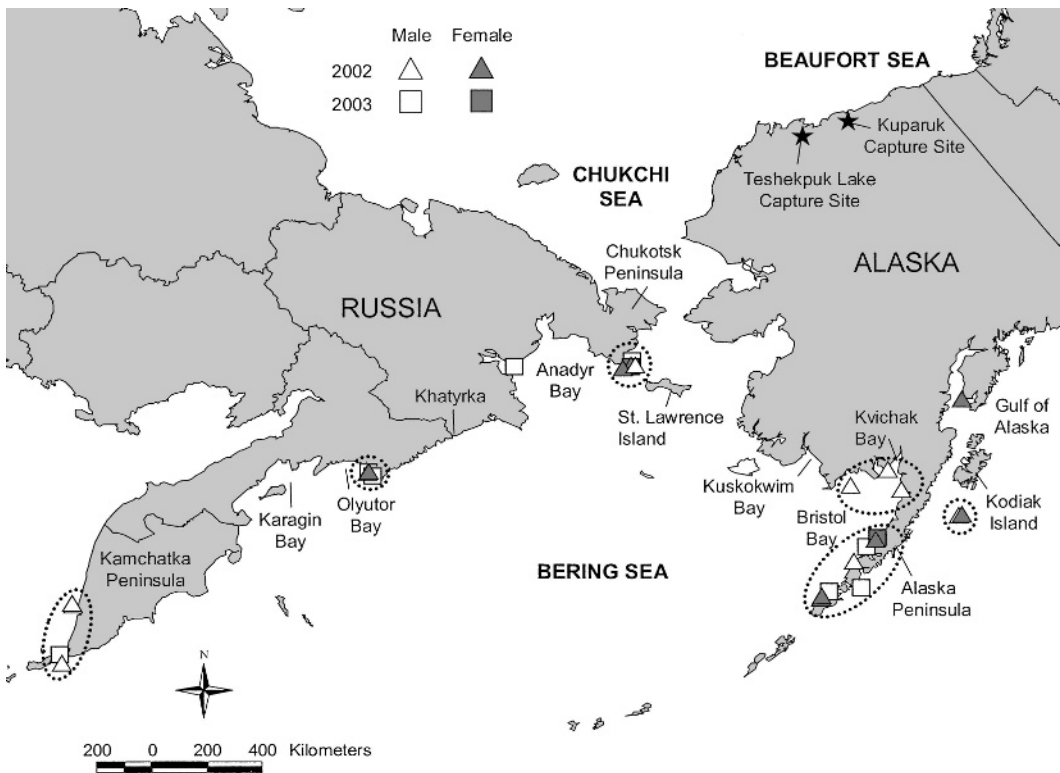 Male Female
2002
2003
BEAUFORT SEA
Kuparuk
Capture Site
Teshekpuk Lake
Capture Site
CHUKCHI
SEA
Chukotsk
Peninsula
ALASKA
RUSSIA
Anadyr
Bay
Khatyrka
St. Lawrence
Island
Kvichak
Bay
Gulf of
Alaska
Kuskokwim
Bay
Kodiak
Island
Bristol
Bay
Olyutor
Bay
Karagin
Bay
Kamchatka
Peninsula
BERING SEA
Alaska
Peninsula
N
200 0 200 400 Kilometers